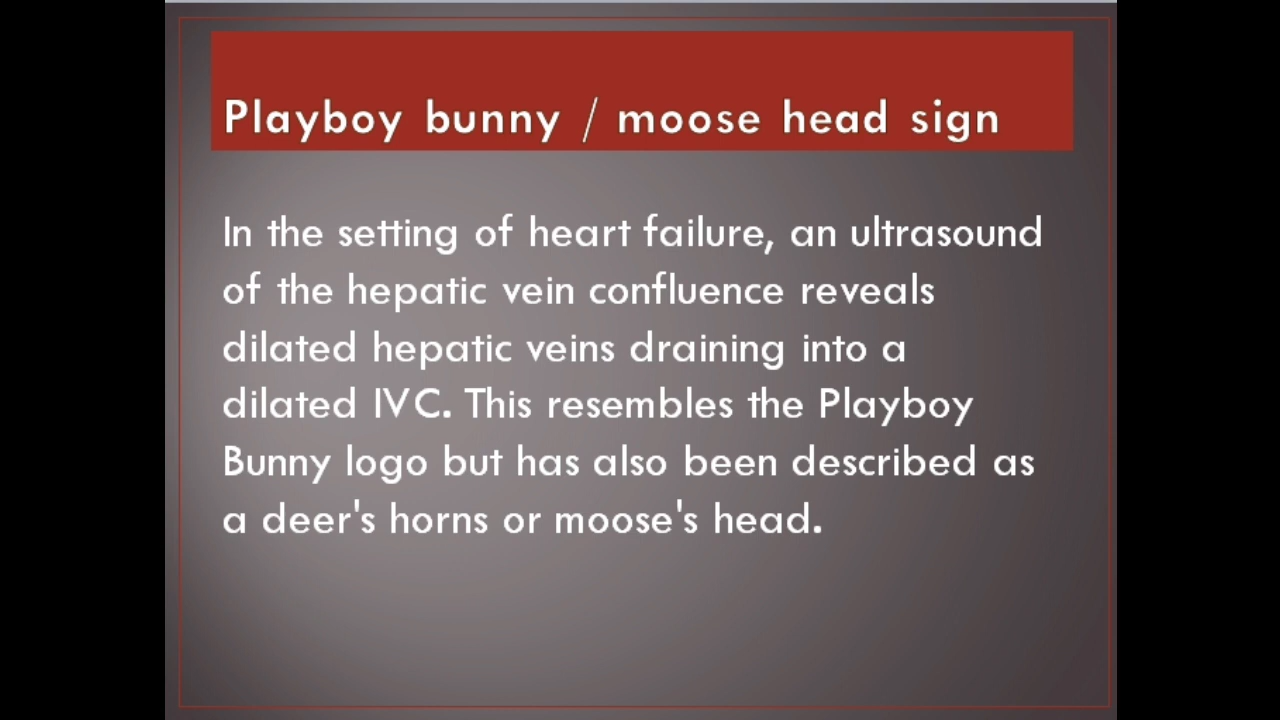 Playboy bunny / moose head sign
In the setting of heart failure, an ultrasound
of the hepatic vein confluence reveals
dilated hepatic veins draining into a
dilated IVC. This resembles the Playboy
Bunny logo but has also been described as
a deer's horns or moose's head.